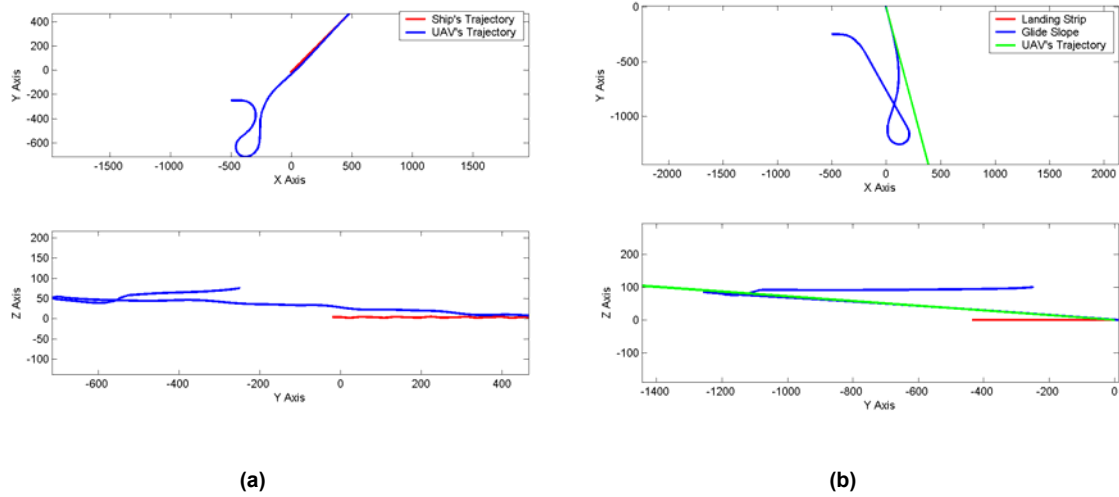 400
200
0
-200
-400
-600
Y Axis
Ship's Trajectory
UAV's Trajectory
-1500 -1000 -500 0 500 1000 1500
X Axis
200
150
100
50
0
-50
-100
Z Axis
-600 -400 -200 0 200 400
Y Axis
(a)
0
-500
-1000
Y Axis
Landing Strip
Glide Slope
UAV's Trajectory
-2000 -1500 -1000 -500 0 500 1000 1500 2000
X Axis
200
100
0
-100
Z Axis
-1400 -1200 -1000 -800 -600 -400 -200 0
Y Axis
(b)